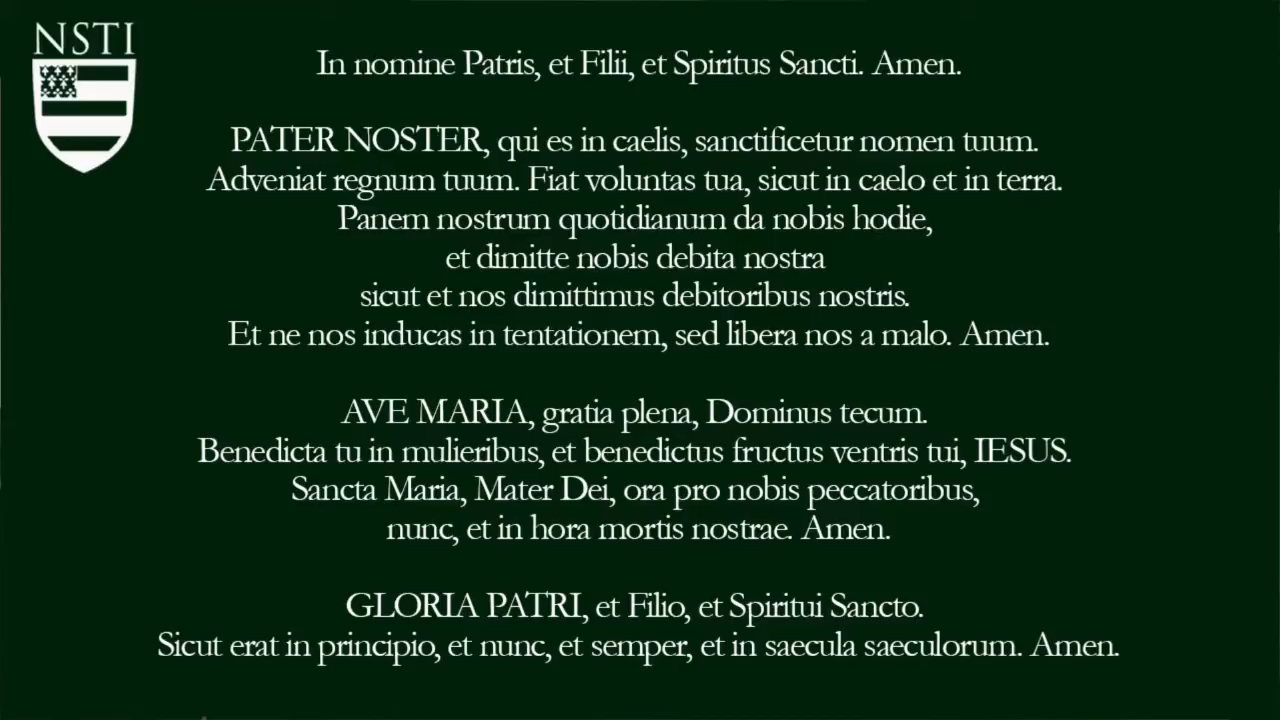 NSTI
In nomine Patris, et Filii, et Spiritus Sancti. Amen.
PATER NOSTER, qui es in caelis, sanctificetur nomen tuum.
Adveniat regnum tuum. Fiat voluntas tua, sicut in caelo et in terra.
Panem nostrum quotidianum da nobis hodie,
et dimitte nobis debita nostra
sicut et nos dimittimus debitoribus nostris.
Et ne nos inducas in tentationem, sed libera nos a malo. Amen.
AVE MARIA, gratia plena, Dominus tecum.
Benedicta tu in mulieribus, et benedictus fructus ventris tui, IESUS.
Sancta Maria, Mater Dei, ora pro nobis peccatoribus,
nunc, et in hora mortis nostrae. Amen.
GLORIA PATRI, et Filio, et Spiritui Sancto.
Sicut erat in principio, et nunc, et semper, et in saecula saeculorum. Amen.